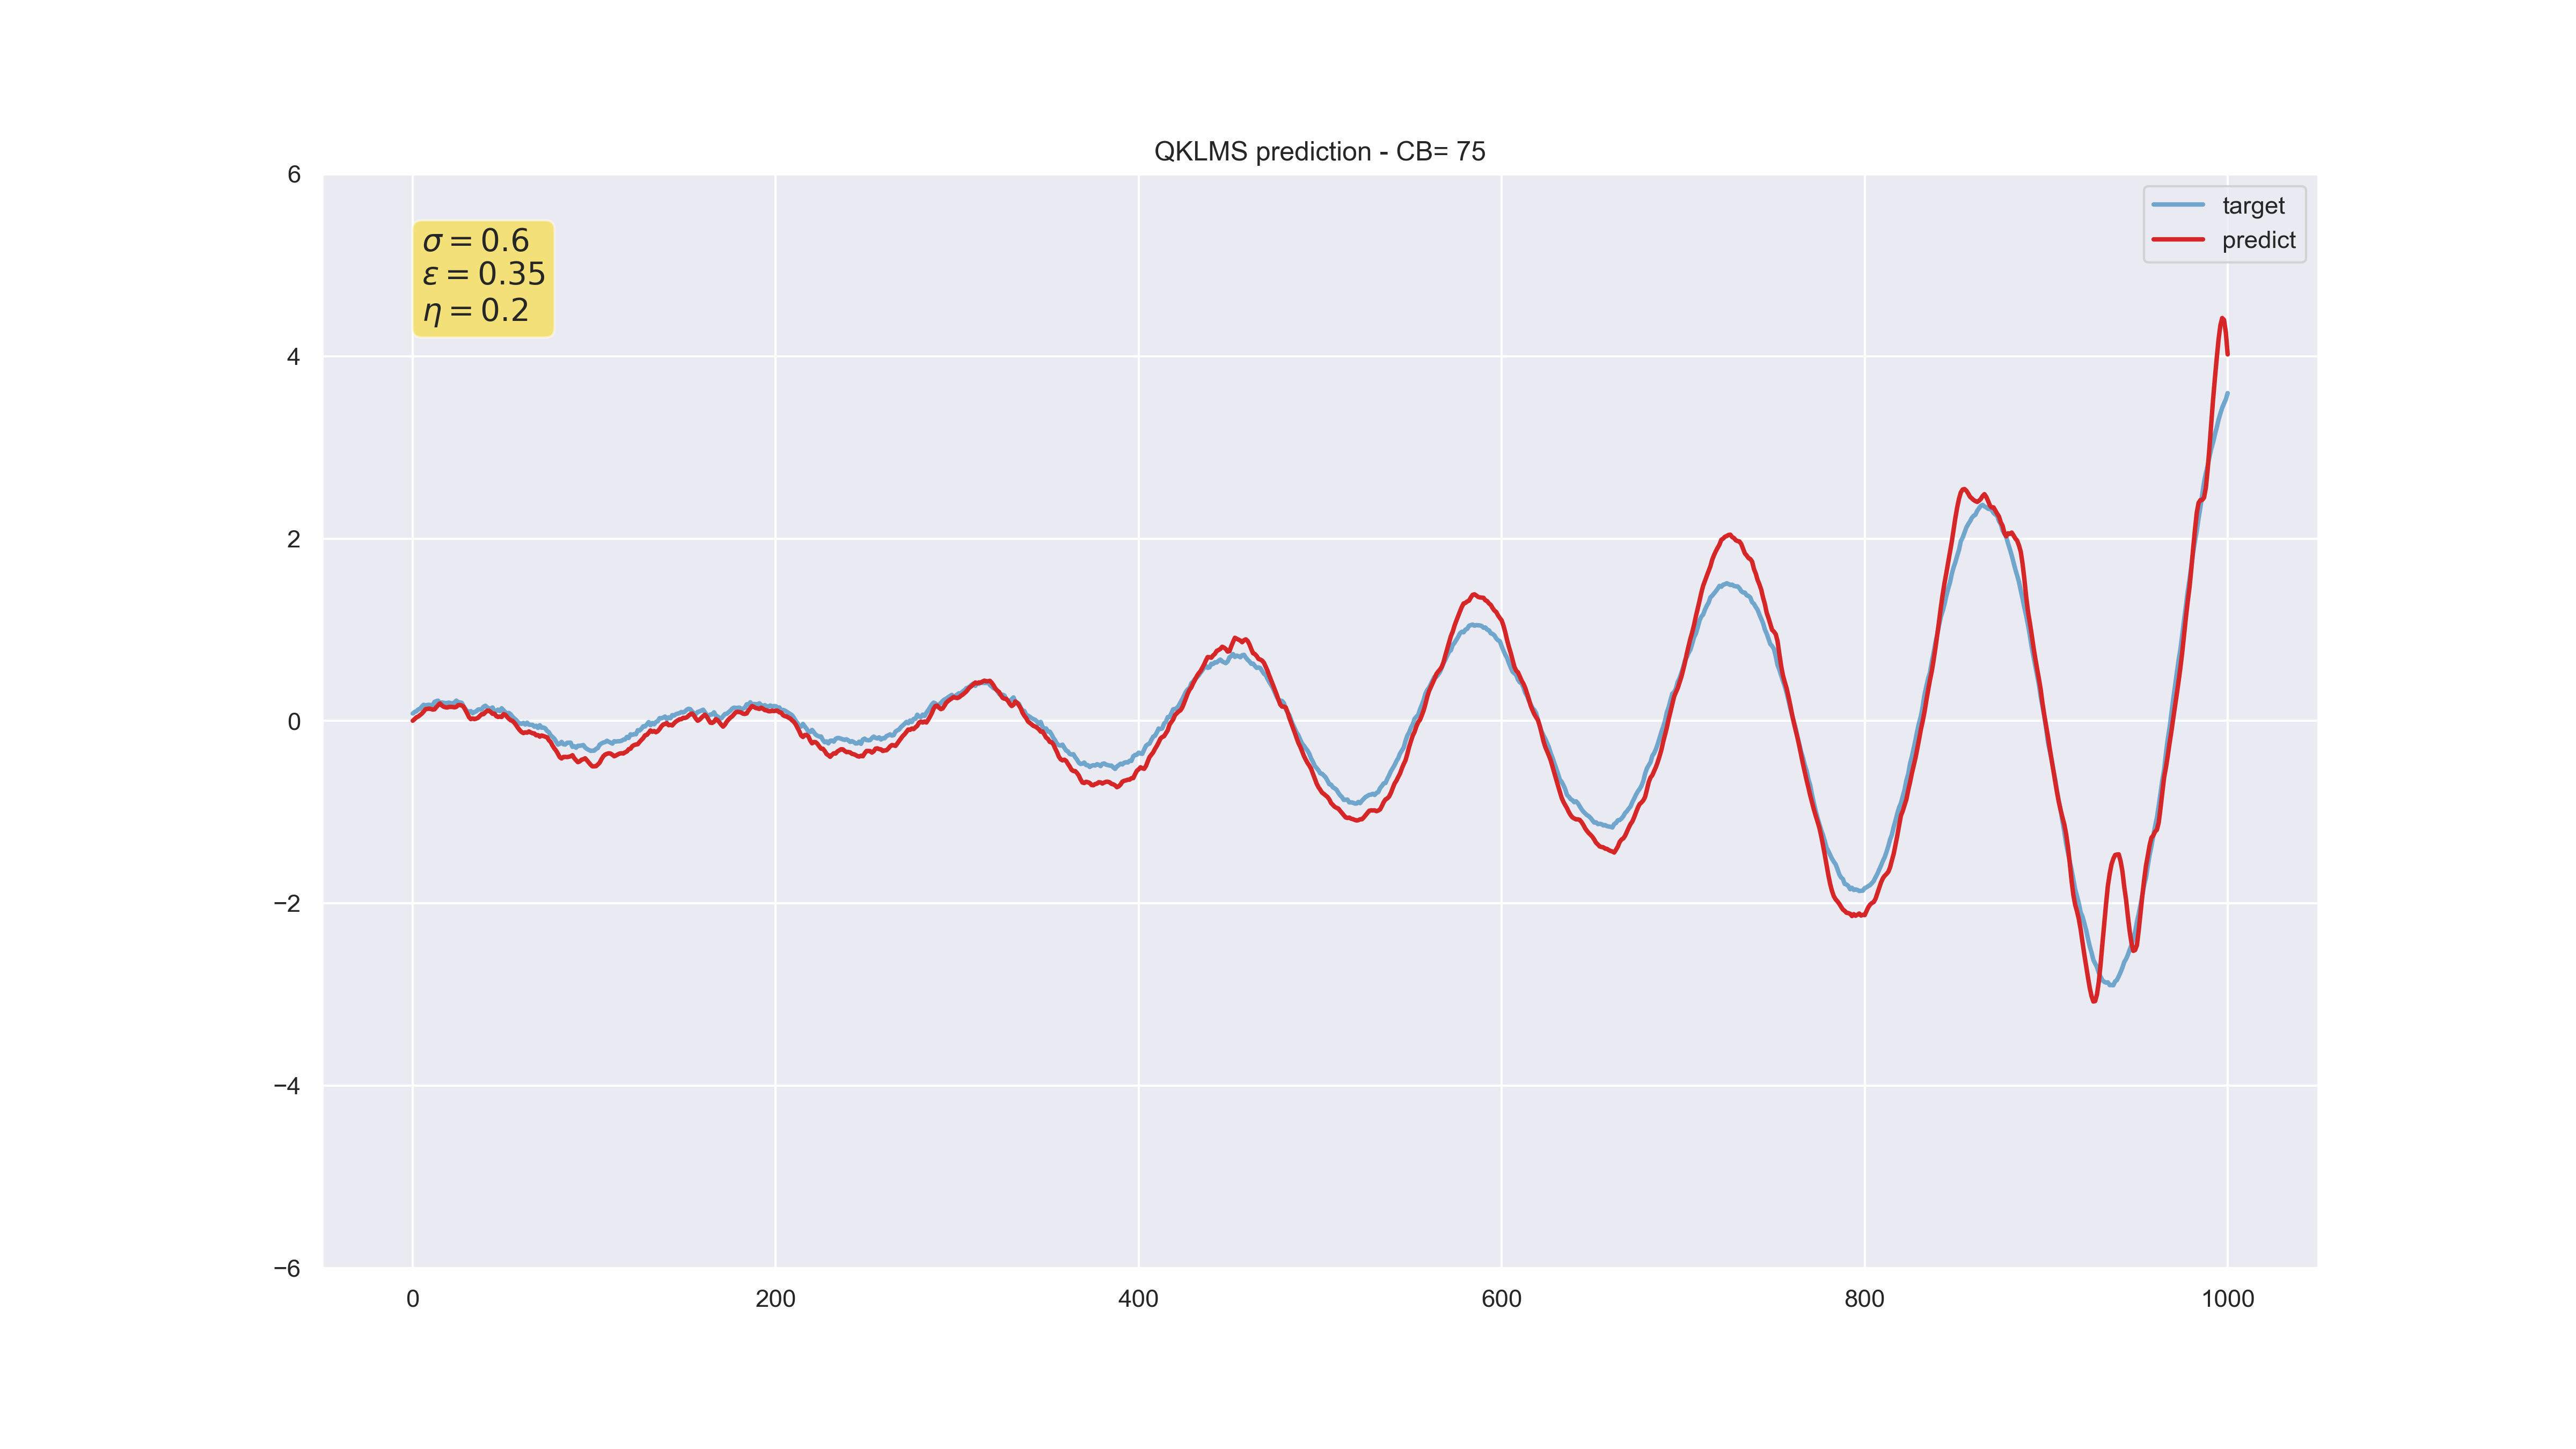 QKLMS prediction - CB= 75
6
4
2
0
−2
−4
−6
σ = 0.6
ε = 0.35
η = 0.2
target
predict
0 200 400 600 800 1000